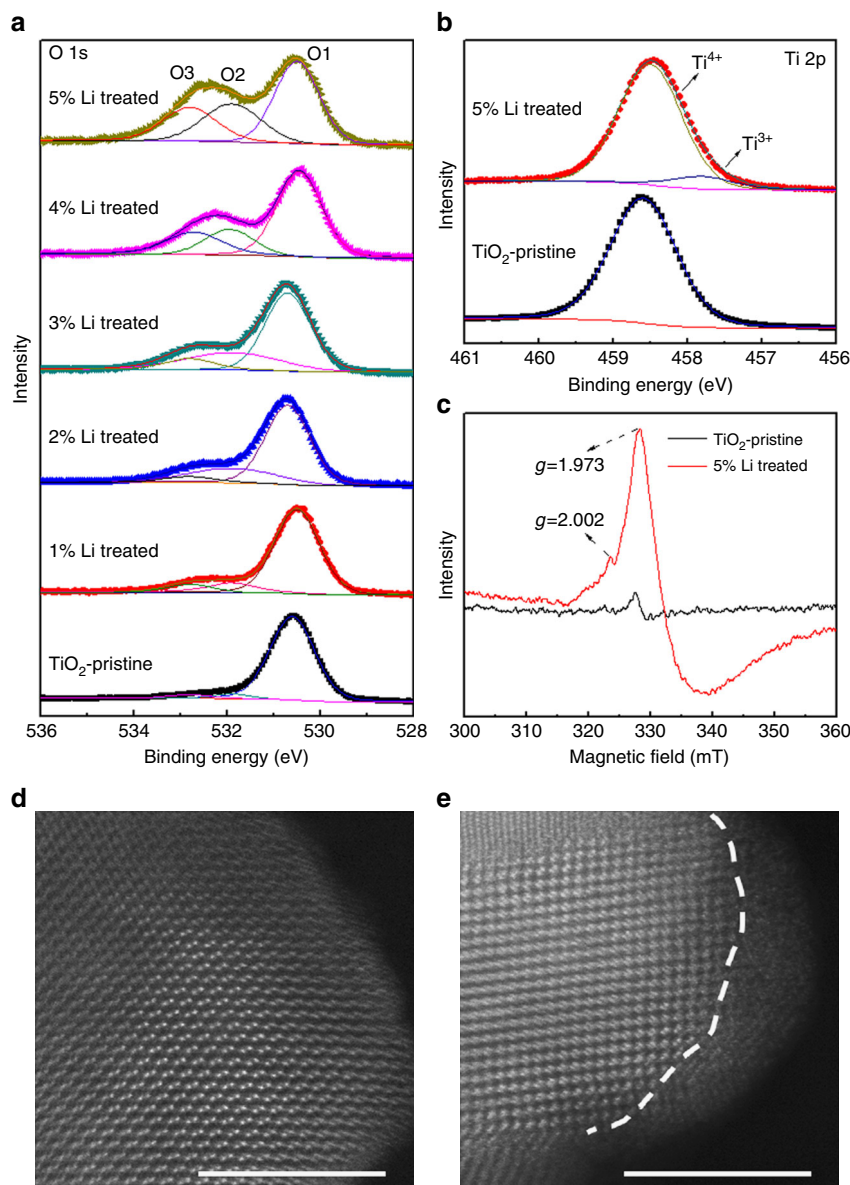 a
O 1s
O3
O2
O1
5% Li treated
4% Li treated
3% Li treated
2% Li treated
1% Li treated
TiO₂-pristine
Intensity
536
534
532
530
528
Binding energy (eV)
b
Ti 2p
Ti⁴⁺
5% Li treated
Ti³⁺
TiO₂-pristine
Intensity
461
460
459
458
457
456
Binding energy (eV)
c
TiO₂-pristine
5% Li treated
g=1.973
g=2.002
Intensity
300
310
320
330
340
350
360
Magnetic field (mT)
d
e